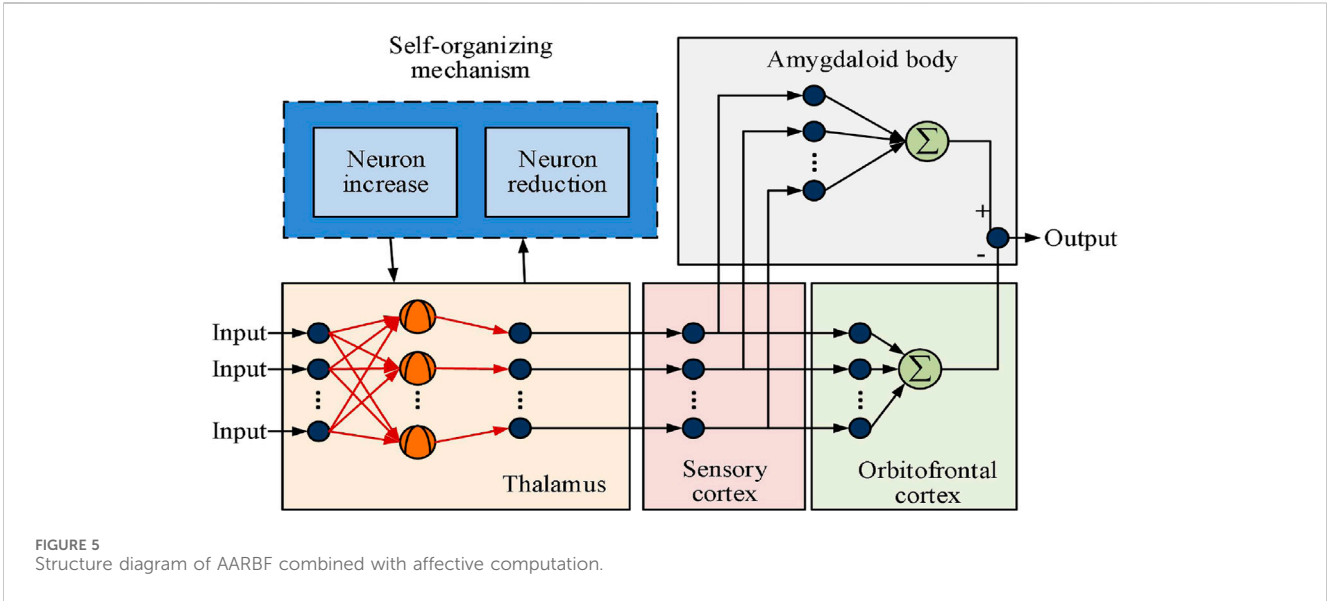 Self-organizing
mechanism
Neuron
increase
Neuron
reduction
Amygdaloid body
Σ
+
-
Output
Input
Input
Input
Thalamus
Sensory
cortex
Σ
Orbitofrontal
cortex
FIGURE 5
Structure diagram of AARBF combined with affective computation.